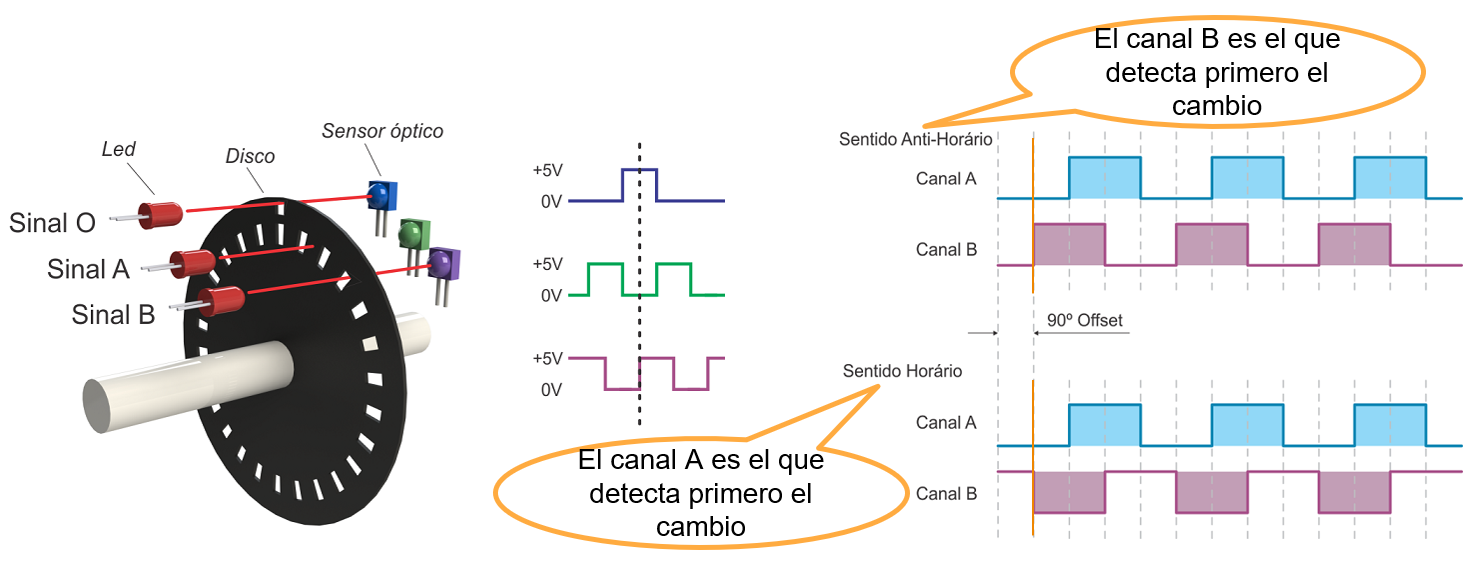 Led
Disco
Sensor óptico
Sinal O
Sinal A
Sinal B
+5V
0V
+5V
0V
+5V
0V
El canal B es el que
detecta primero el
cambio
Sentido Anti-Horário
Canal A
Canal B
90º Offset
Sentido Horário
Canal A
Canal B
El canal A es el que
detecta primero el
cambio